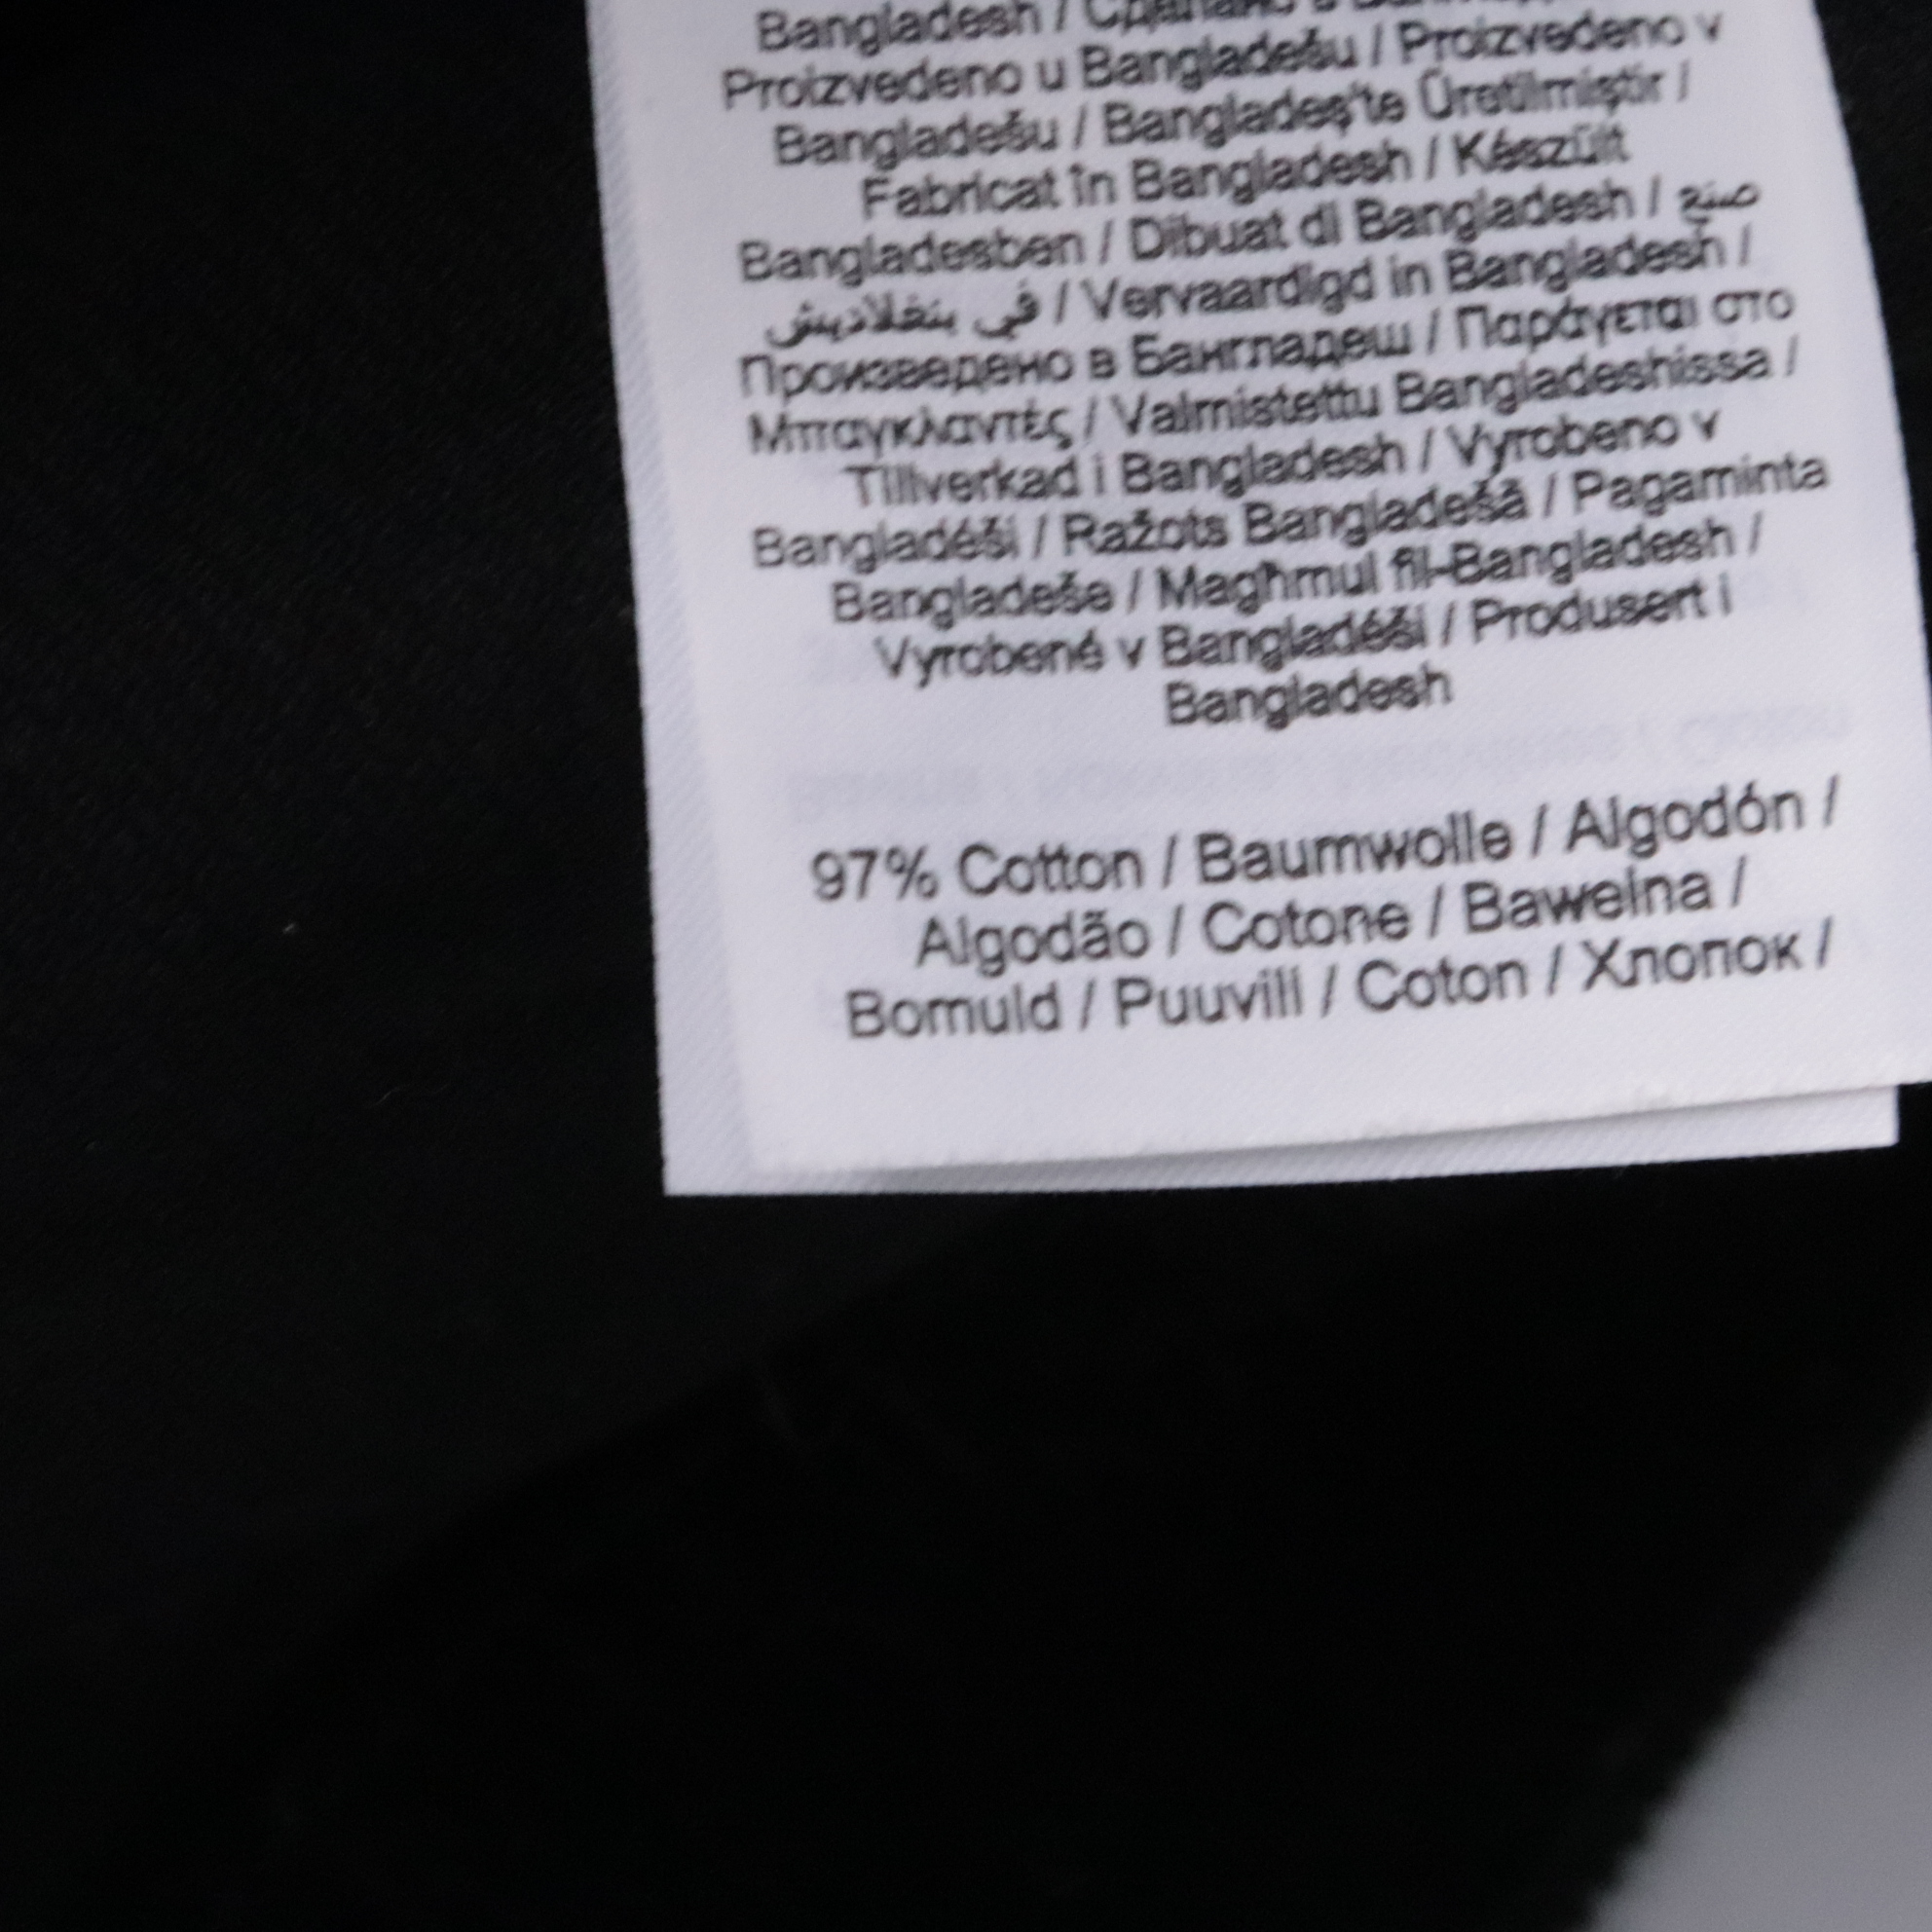 Bangladesh / Сделано в
Proizvedeno u Bangladešu / Proizvedeno v
Bangladešu / Bangladeş'te Üretilmiştir /
Fabricat în Bangladesh / Készült
Bangladesben / Dibuat di Bangladesh / صنع
في بنغلاديش / Vervaardigd in Bangladesh /
Произведено в Бангладеш / Παράγεται στο
Μπαγκλαντές / Valmistettu Bangladeshissa /
Tillverkad i Bangladesh / Vyrobeno v
Bangladéši / Ražots Bangladešā / Pagaminta
Bangladeše / Magħmul fil-Bangladesh /
Vyrobené v Bangladéši / Produsert i
Bangladesh
97% Cotton / Baumwolle / Algodón /
Algodão / Cotone / Bawełna /
Bomuld / Puuvill / Coton / Хлопок /